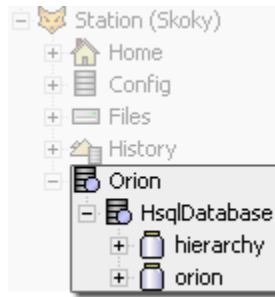 Station (Skoky)
Home
Config
Files
History
Orion
HsqlDatabase
hierarchy
orion